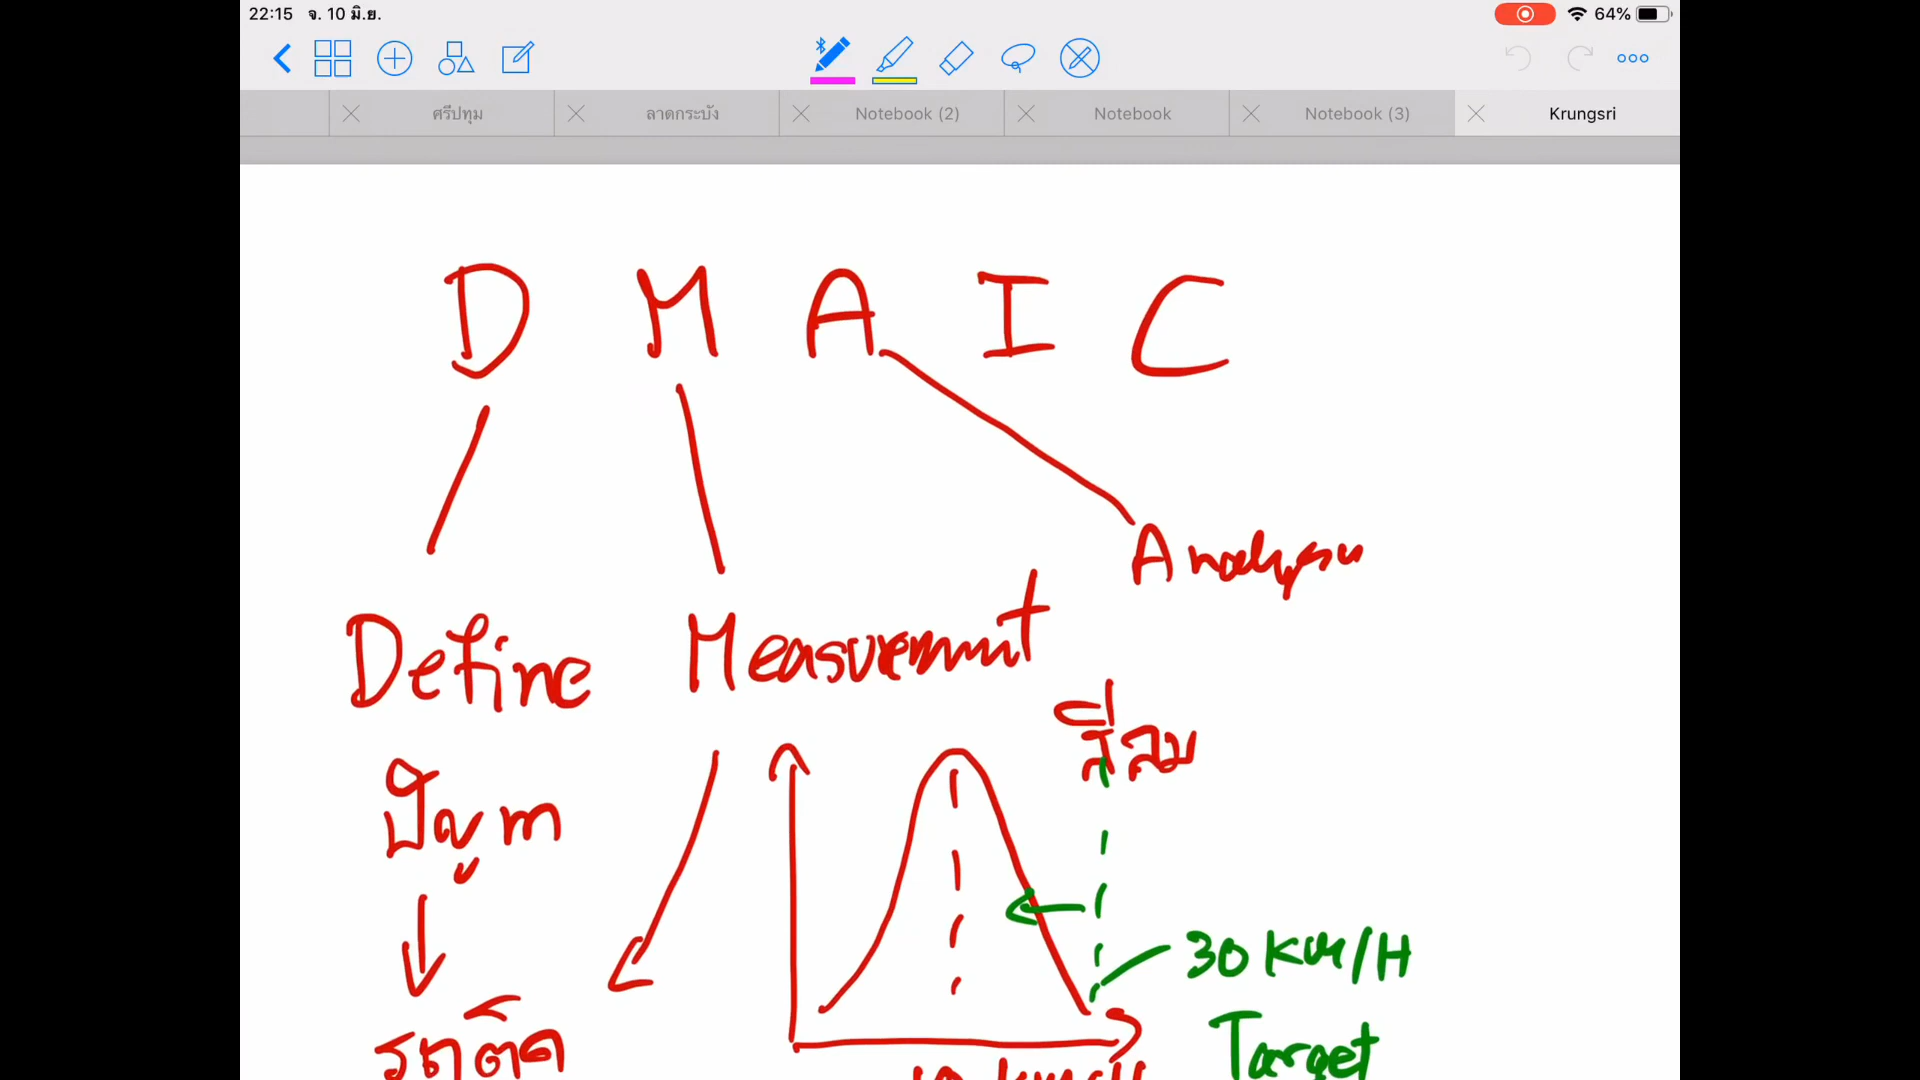 22:15 จ. 10 มิ.ย. 64%
ศรีปทุม ลาดกระบัง Notebook (2) Notebook Notebook (3) Krungsri
D M A I C
Define Measurement
สีลม
ปัญหา
30 KM/H
รถติด
Target